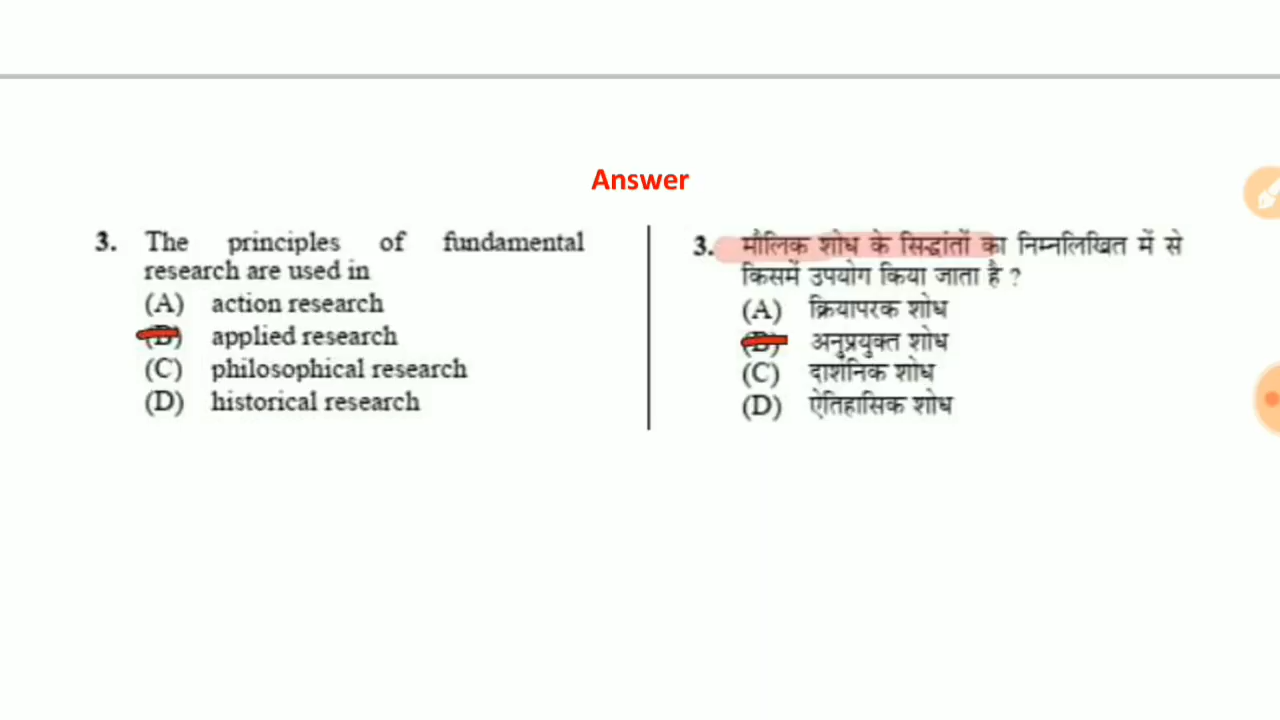 Answer
3. The principles of fundamental
research are used in
(A) action research
(B) applied research
(C) philosophical research
(D) historical research
3. मौलिक शोध के सिद्धांतों का निम्नलिखित में से
किसमें उपयोग किया जाता है ?
(A) क्रियापरक शोध
(B) अनुप्रयुक्त शोध
(C) दार्शनिक शोध
(D) ऐतिहासिक शोध